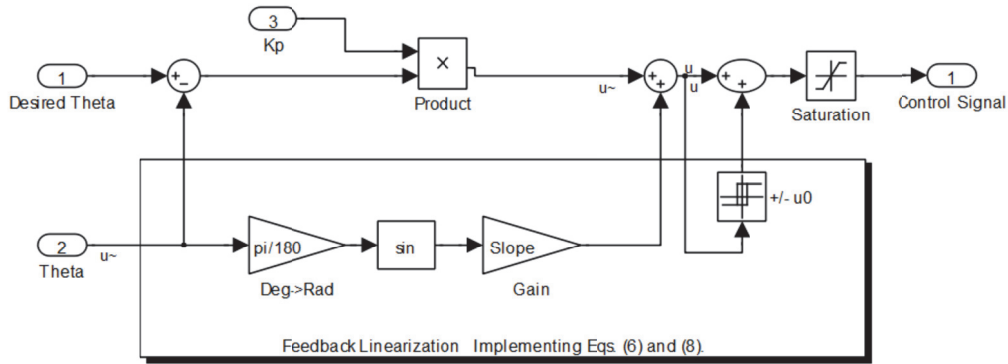 3
Kp
1
Desired Theta
+
−
×
Product
u~
+
+
u
u
+
+
Saturation
1
Control Signal
+/- u0
2
Theta
u~
pi/180
Deg->Rad
sin
Slope
Gain
Feedback Linearization Implementing Eqs. (6) and (8).